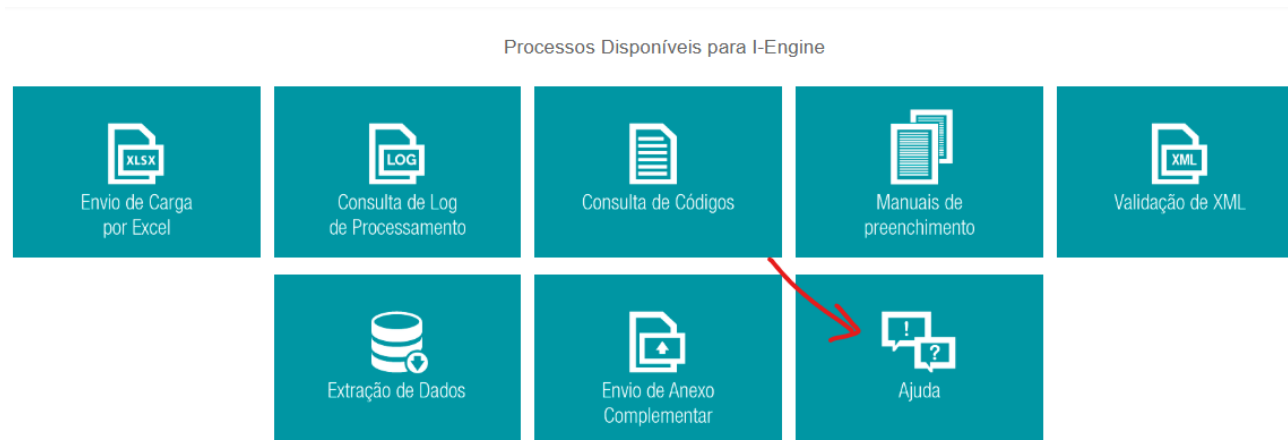 Processos Disponíveis para I-Engine
XLSX
Envio de Carga
por Excel
LOG
Consulta de Log
de Processamento
Consulta de Códigos
Manuais de
preenchimento
XML
Validação de XML
Extração de Dados
Envio de Anexo
Complementar
!
?
Ajuda